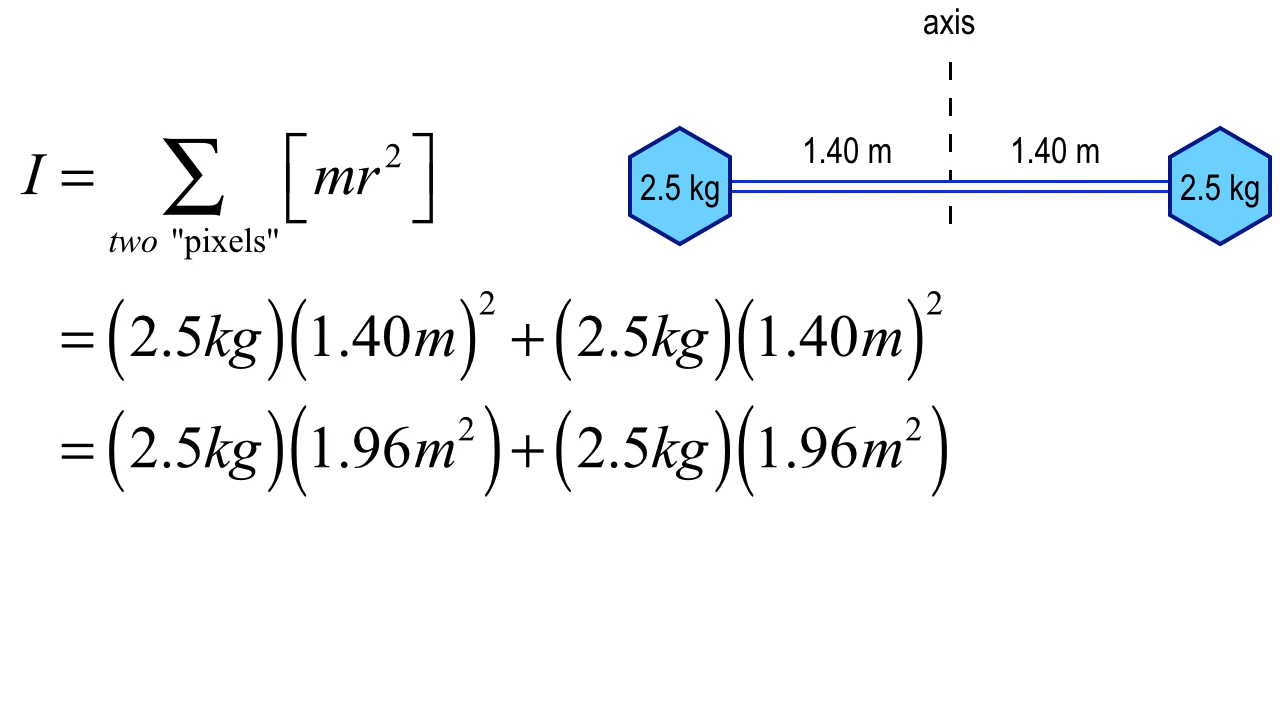 axis
I = ∑ [mr²]
two "pixels"
1.40 m 1.40 m
2.5 kg 2.5 kg
= (2.5kg)(1.40m)² + (2.5kg)(1.40m)²
= (2.5kg)(1.96m²) + (2.5kg)(1.96m²)